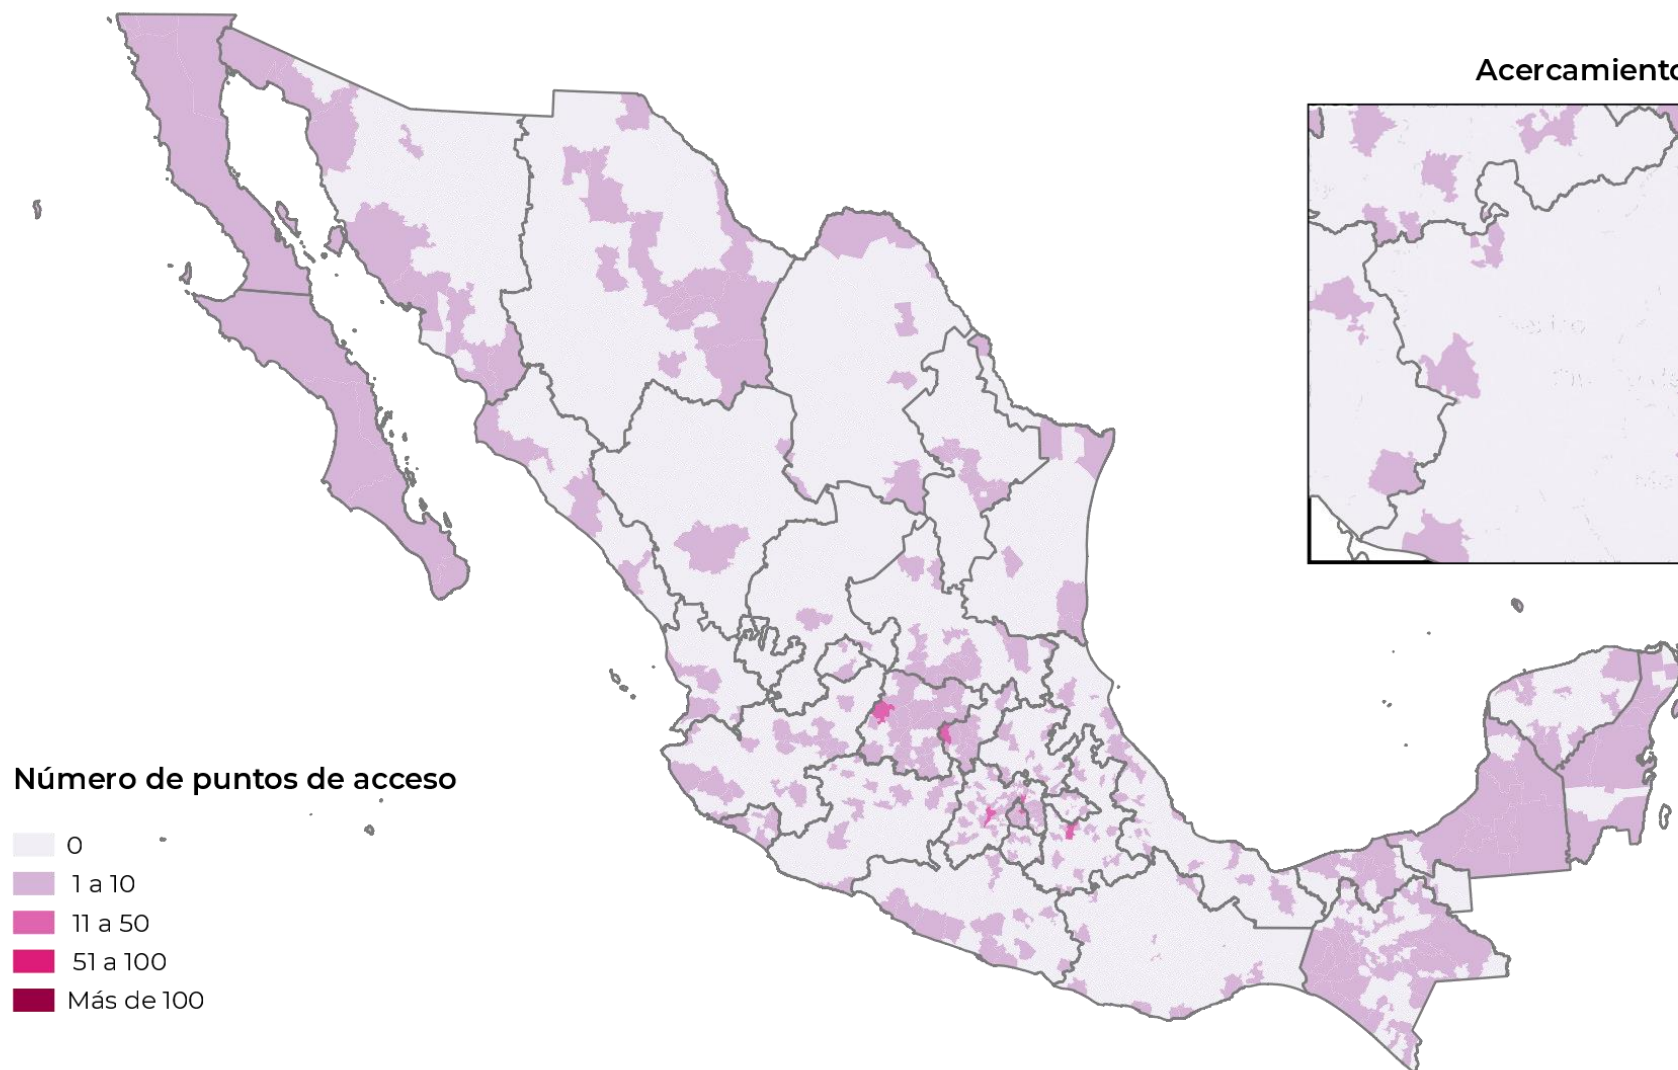 Acercamiento
Número de puntos de acceso
0
1 a 10
11 a 50
51 a 100
Más de 100